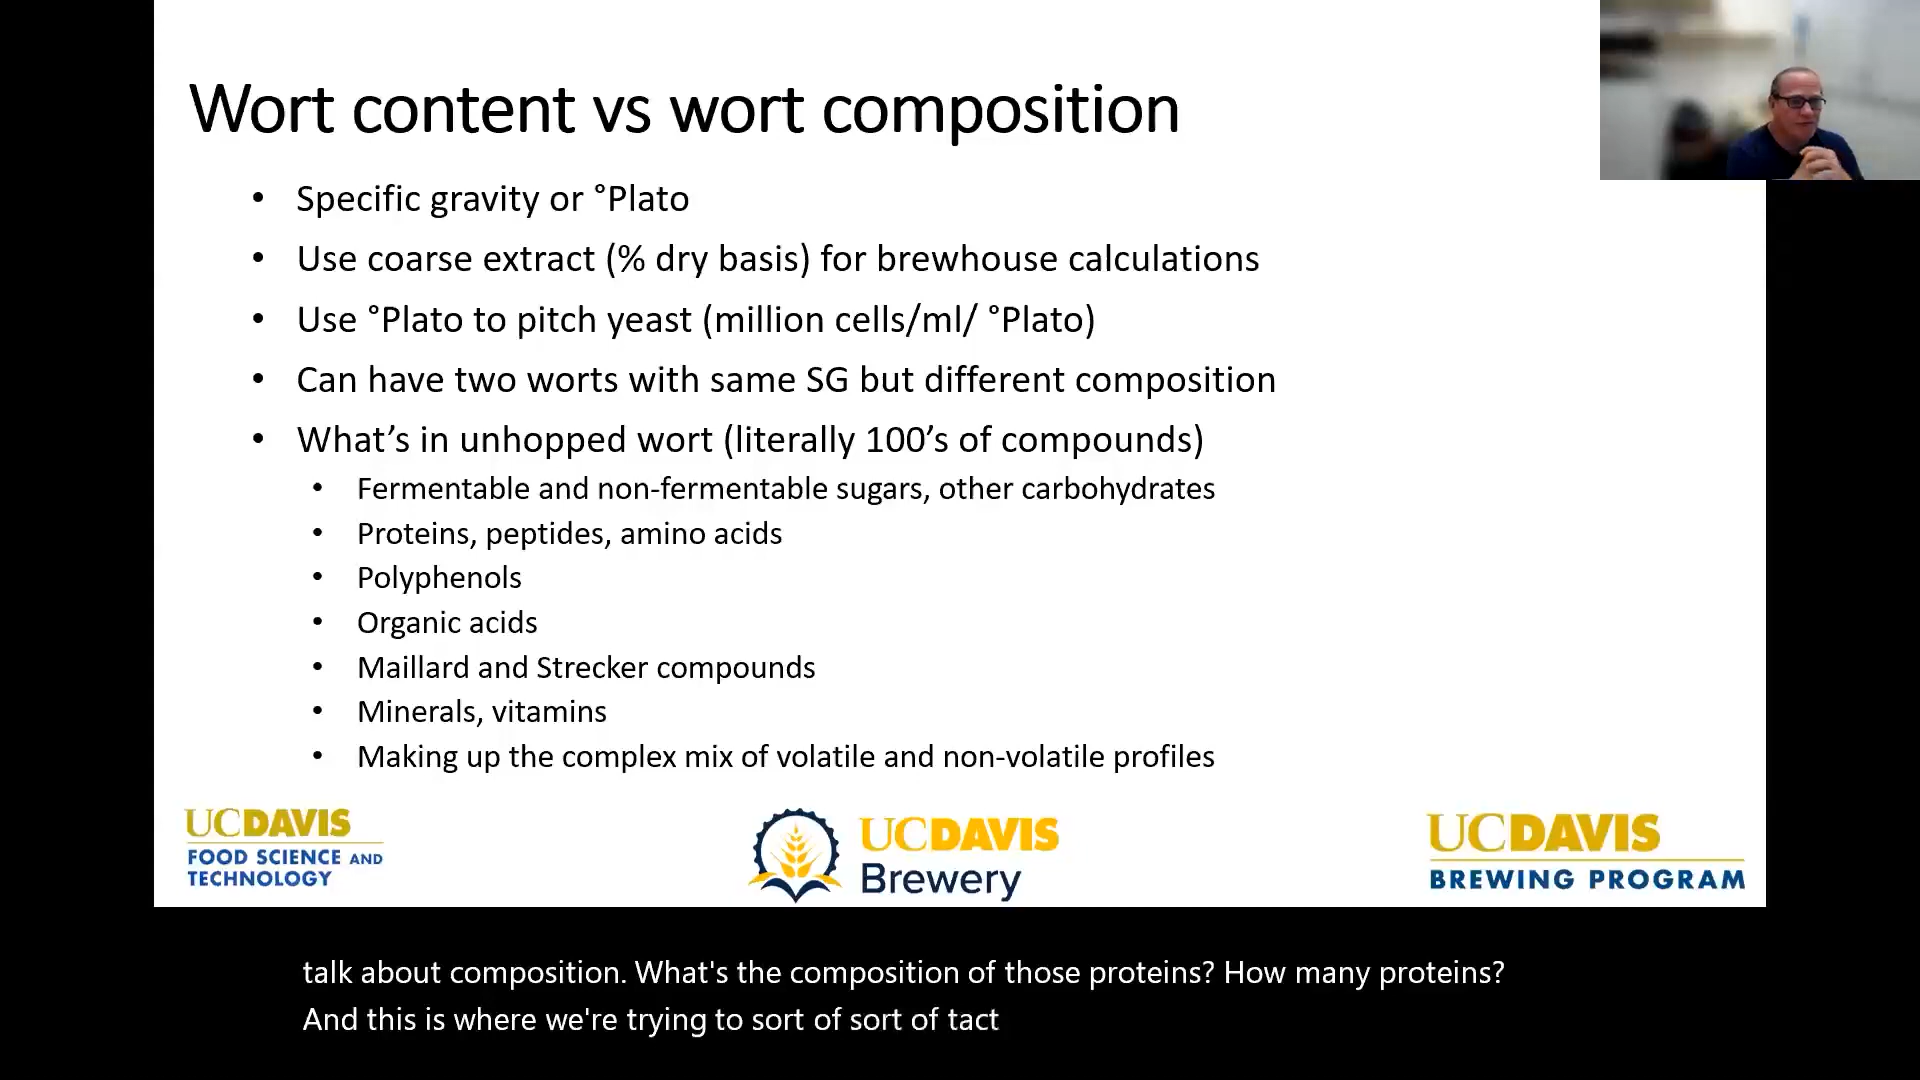 Wort content vs wort composition
• Specific gravity or °Plato
• Use coarse extract (% dry basis) for brewhouse calculations
• Use °Plato to pitch yeast (million cells/ml/ °Plato)
• Can have two worts with same SG but different composition
• What’s in unhopped wort (literally 100’s of compounds)
• Fermentable and non-fermentable sugars, other carbohydrates
• Proteins, peptides, amino acids
• Polyphenols
• Organic acids
• Maillard and Strecker compounds
• Minerals, vitamins
• Making up the complex mix of volatile and non-volatile profiles
UCDAVIS
FOOD SCIENCE AND
TECHNOLOGY
UCDAVIS
Brewery
UCDAVIS
BREWING PROGRAM
talk about composition. What's the composition of those proteins? How many proteins?
And this is where we're trying to sort of sort of tact